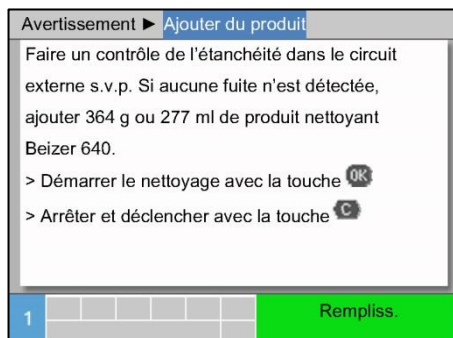 Avertissement ► Ajouter du produit
Faire un contrôle de l'étanchéité dans le circuit
externe s.v.p. Si aucune fuite n'est détectée,
ajouter 364 g ou 277 ml de produit nettoyant
Beizer 640.
> Démarrer le nettoyage avec la touche OK
> Arrêter et déclencher avec la touche C
1
Rempliss.